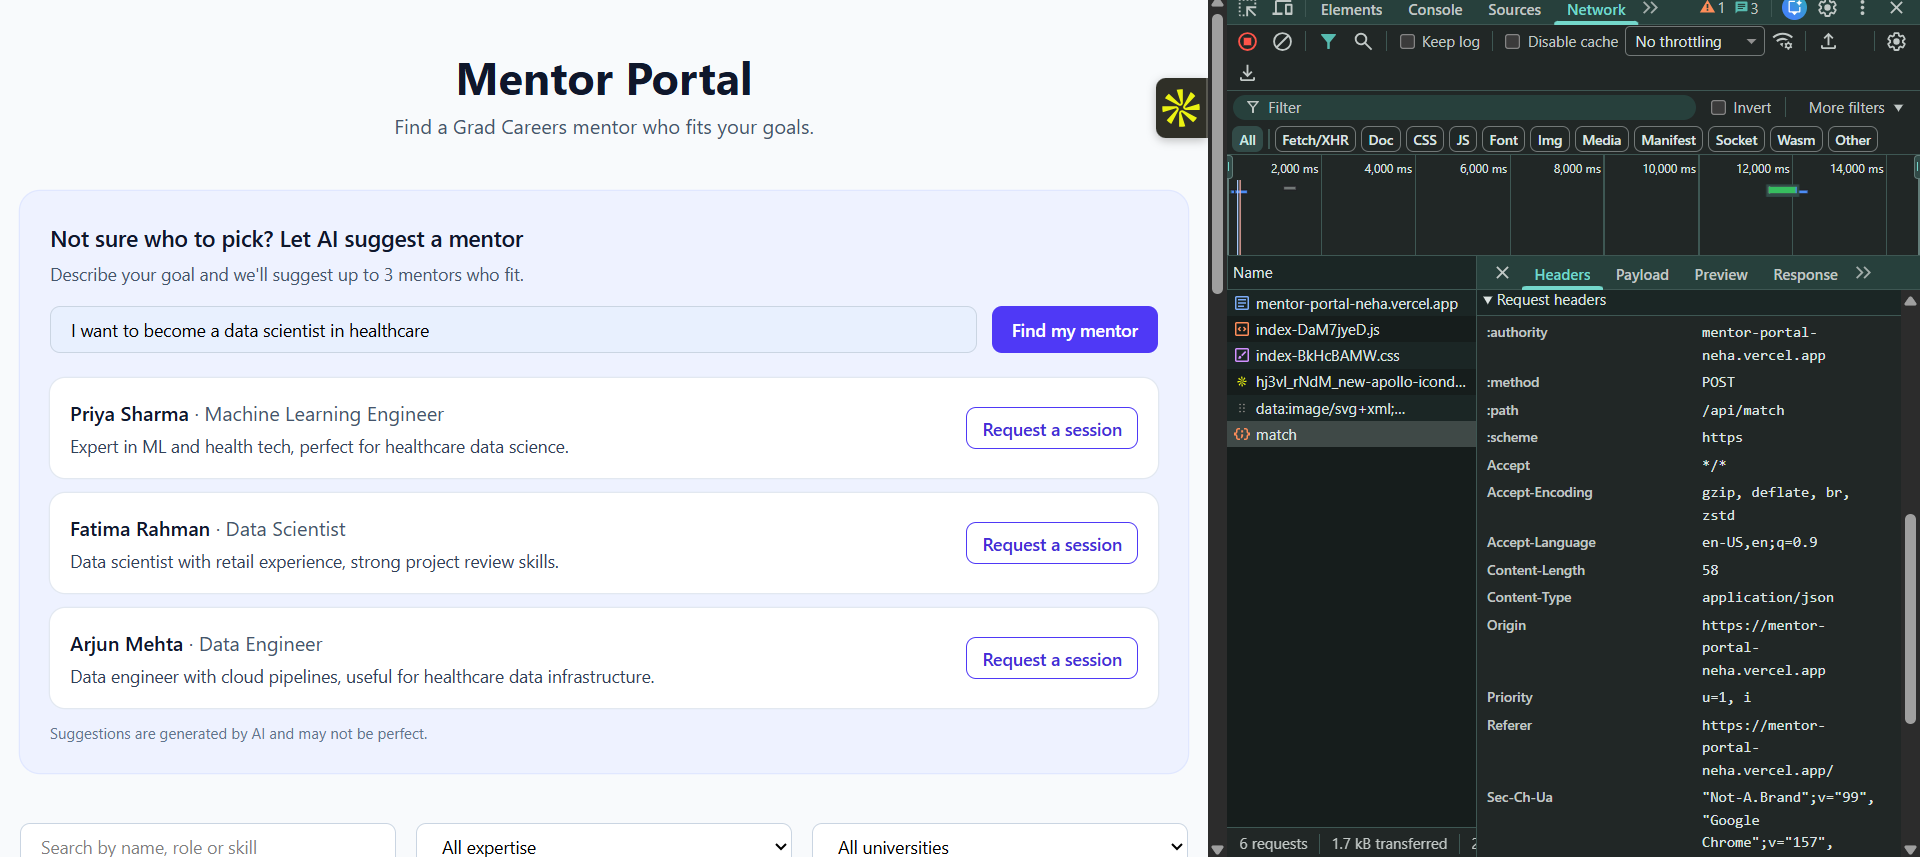 Mentor Portal
Find a Grad Careers mentor who fits your goals.
Not sure who to pick? Let AI suggest a mentor
Describe your goal and we'll suggest up to 3 mentors who fit.
I want to become a data scientist in healthcare
Find my mentor
Priya Sharma · Machine Learning Engineer
Expert in ML and health tech, perfect for healthcare data science.
Request a session
Fatima Rahman · Data Scientist
Data scientist with retail experience, strong project review skills.
Request a session
Arjun Mehta · Data Engineer
Data engineer with cloud pipelines, useful for healthcare data infrastructure.
Request a session
Suggestions are generated by AI and may not be perfect.
Search by name, role or skill
All expertise
All universities
Elements Console Sources Network 1 3
Keep log Disable cache No throttling
Filter Invert More filters
All Fetch/XHR Doc CSS JS Font Img Media Manifest Socket Wasm Other
2,000 ms 4,000 ms 6,000 ms 8,000 ms 10,000 ms 12,000 ms 14,000 ms
Name
mentor-portal-neha.vercel.app
index-DaM7jyeD.js
index-BkHcBAMW.css
hj3vI_rNdM_new-apollo-icond...
data:image/svg+xml;...
match
6 requests 1.7 kB transferred 2
Headers Payload Preview Response
Request headers
:authority mentor-portal-
neha.vercel.app
:method POST
:path /api/match
:scheme https
Accept */*
Accept-Encoding gzip, deflate, br,
zstd
Accept-Language en-US,en;q=0.9
Content-Length 58
Content-Type application/json
Origin https://mentor-
portal-
neha.vercel.app
Priority u=1, i
Referer https://mentor-
portal-
neha.vercel.app/
Sec-Ch-Ua "Not-A.Brand";v="99",
"Google
Chrome";v="157",